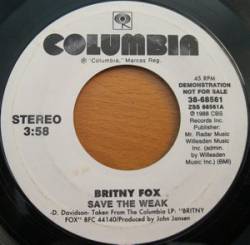 COLUMBIA
® "Columbia," Marcas Reg.
45 RPM
DEMONSTRATION
NOT FOR SALE
38-68561
ZSS 68561A
℗ 1988 CBS
Records Inc.
Publisher:
Mr. Radar Music
Willesden Music
Inc. (admin.
by Willesden
Music Inc.) (BMI)
STEREO
3:58
BRITNY FOX
SAVE THE WEAK
-D. Davidson- Taken From The Columbia LP: "BRITNY
FOX" BFC 44140/Produced by John Jansen